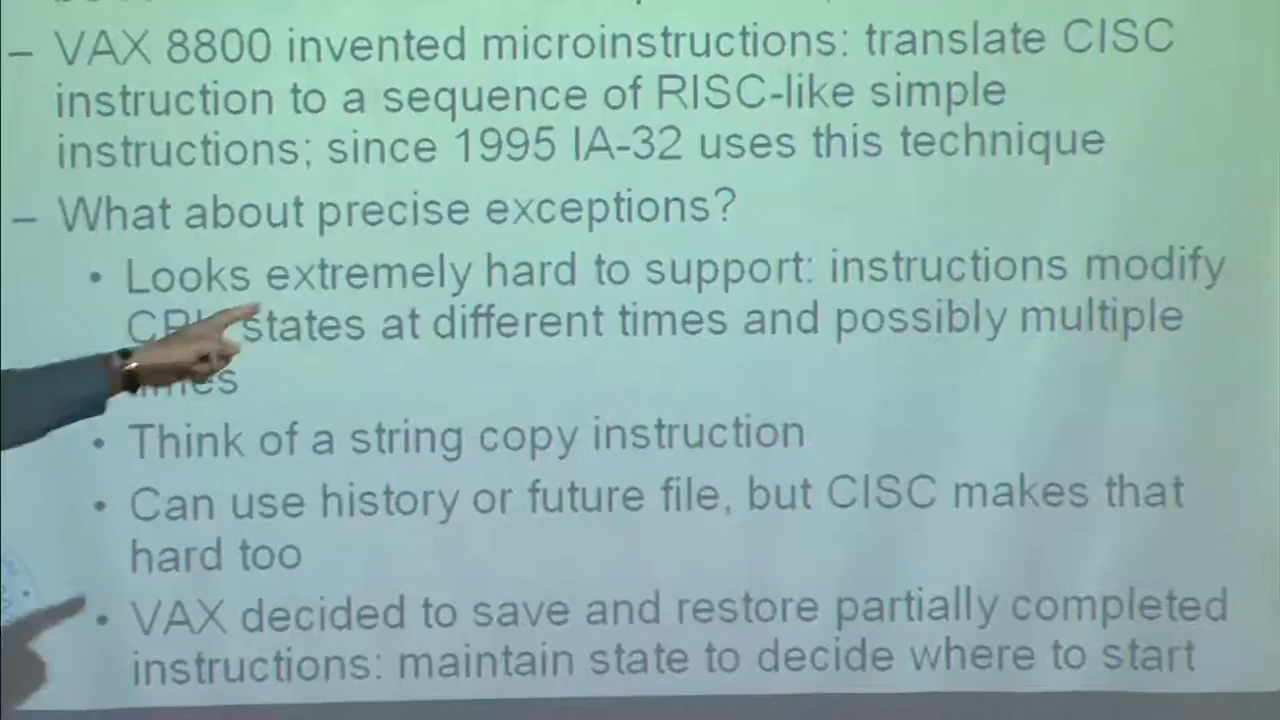 – VAX 8800 invented microinstructions: translate CISC
instruction to a sequence of RISC-like simple
instructions; since 1995 IA-32 uses this technique
– What about precise exceptions?
• Looks extremely hard to support: instructions modify
states at different times and possibly multiple
• Think of a string copy instruction
• Can use history or future file, but CISC makes that
hard too
• VAX decided to save and restore partially completed
instructions: maintain state to decide where to start